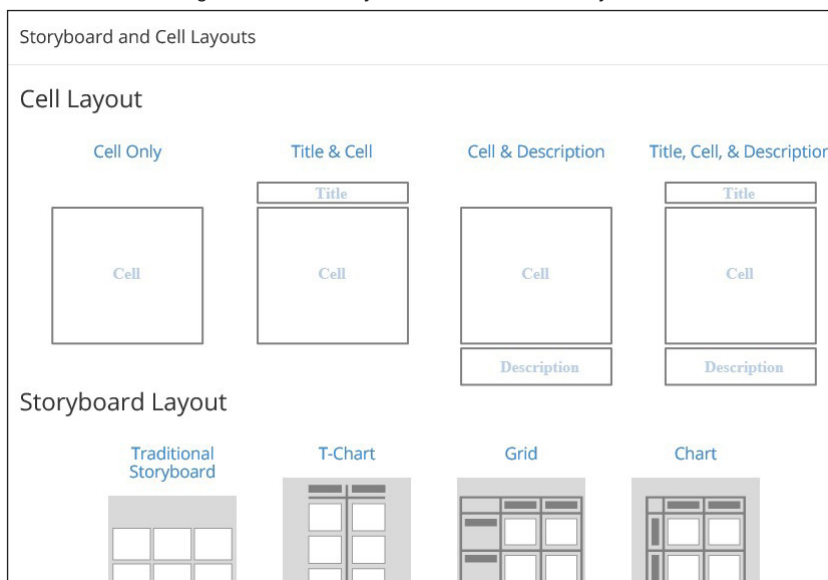 Storyboard and Cell Layouts
Cell Layout
Cell Only
Title & Cell
Cell & Description
Title, Cell, & Description
Title
Title
Cell
Cell
Cell
Cell
Description
Description
Storyboard Layout
Traditional
Storyboard
T-Chart
Grid
Chart